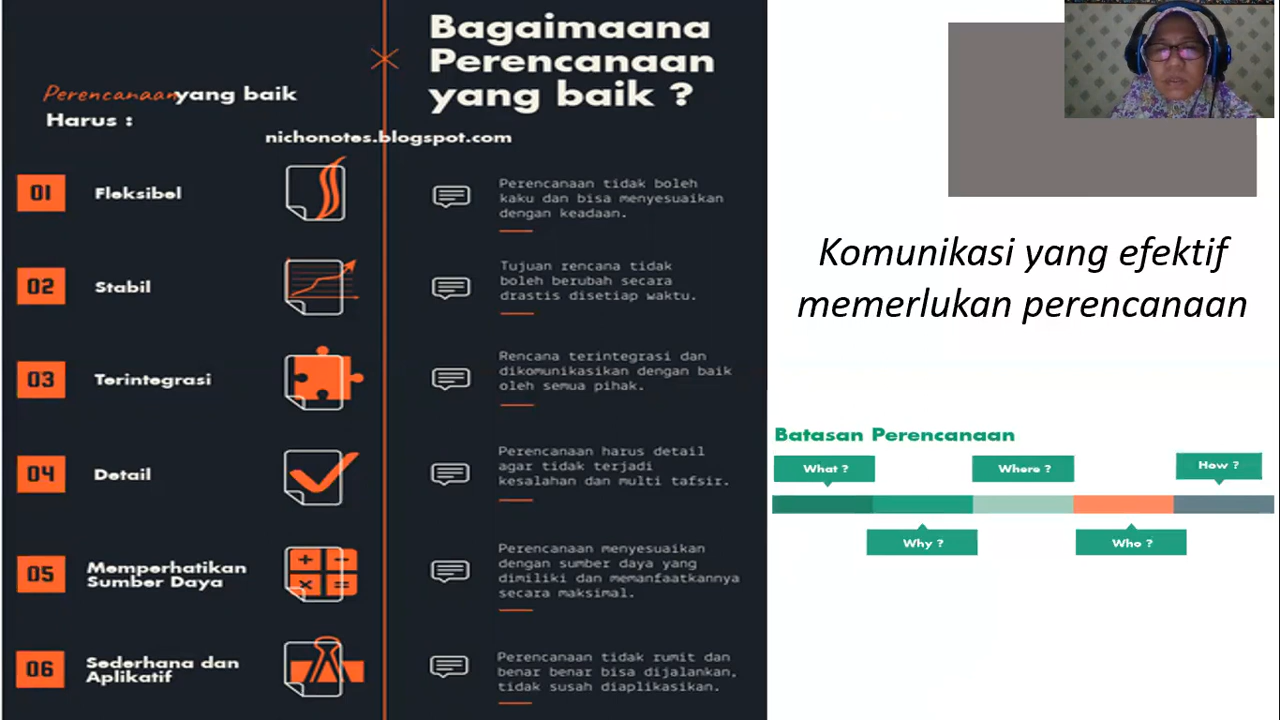 Bagaimaana
Perencanaan
yang baik ?
Perencanaan yang baik
Harus :
nichonotes.blogspot.com
01
Fleksibel
Perencanaan tidak boleh
kaku dan bisa menyesuaikan
dengan keadaan.
02
Stabil
Tujuan rencana tidak
boleh berubah secara
drastis disetiap waktu.
03
Terintegrasi
Rencana terintegrasi dan
dikomunikasikan dengan baik
oleh semua pihak.
04
Detail
Perencanaan harus detail
agar tidak terjadi
kesalahan dan multi tafsir.
05
Memperhatikan
Sumber Daya
Perencanaan menyesuaikan
dengan sumber daya yang
dimiliki dan memanfaatkannya
secara maksimal.
06
Sederhana dan
Aplikatif
Perencanaan tidak rumit dan
benar benar bisa dijalankan,
tidak susah diaplikasikan.
Komunikasi yang efektif
memerlukan perencanaan
Batasan Perencanaan
What ?
Where ?
How ?
Why ?
Who ?